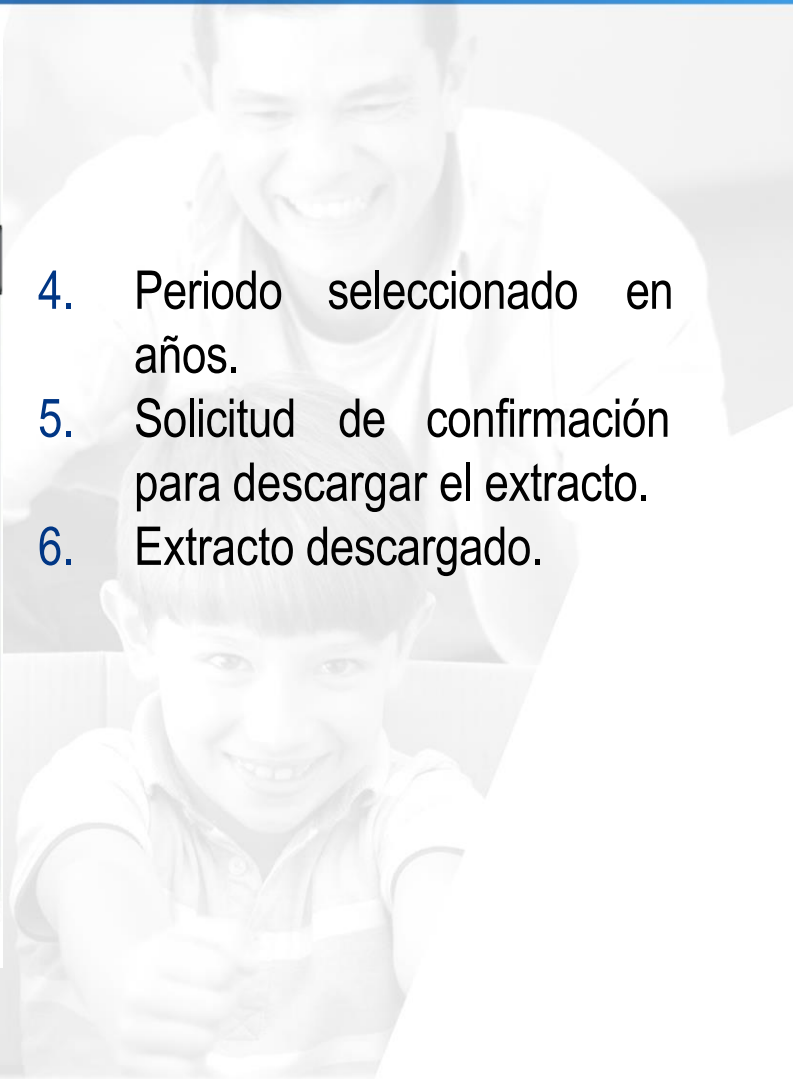 4. Periodo seleccionado en
años.
5. Solicitud de confirmación
para descargar el extracto.
6. Extracto descargado.